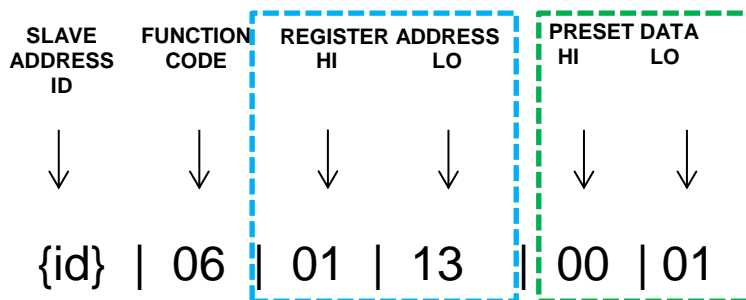 SLAVE ADDRESS ID
FUNCTION CODE
REGISTER ADDRESS
HI LO
PRESET DATA
HI LO
{id} | 06 | 01 | 13 | 00 | 01